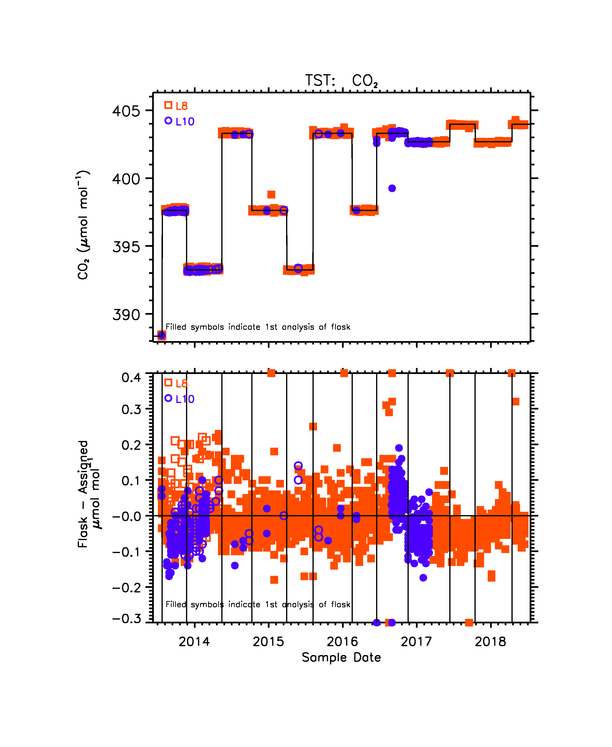 TST: CO₂
L8
L10
405
400
395
390
CO₂ (μmol mol⁻¹)
Filled symbols indicate 1st analysis of flask
0.4
0.3
0.2
0.1
−0.0
−0.1
−0.2
−0.3
Flask − Assigned
μmol mol⁻¹
L8
L10
Filled symbols indicate 1st analysis of flask
2014 2015 2016 2017 2018
Sample Date